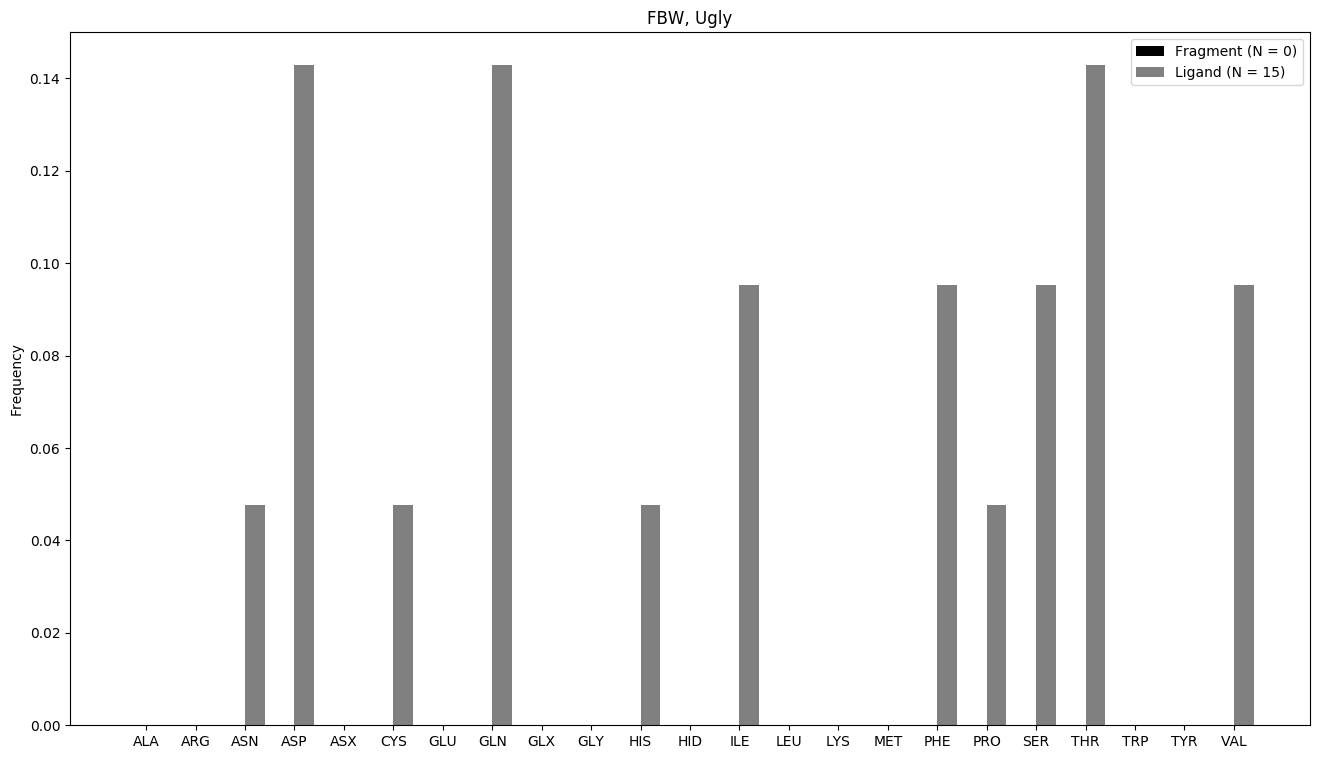 FBW, Ugly
Fragment (N = 0)
Ligand (N = 15)
Frequency
0.14
0.12
0.10
0.08
0.06
0.04
0.02
0.00
ALA ARG ASN ASP ASX CYS GLU GLN GLX GLY HIS HID ILE LEU LYS MET PHE PRO SER THR TRP TYR VAL